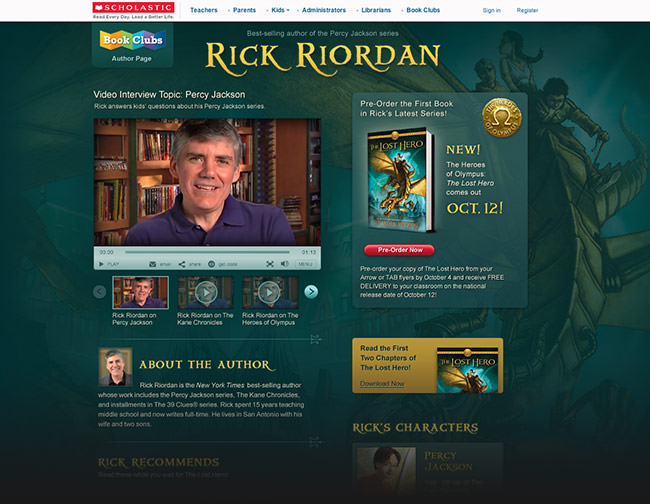 SCHOLASTIC
Read Every Day. Lead a Better Life.
Teachers
Parents
Kids
Administrators
Librarians
Book Clubs
Sign in
Register
Book Clubs
Author Page
Best-selling author of the Percy Jackson series
RICK RIORDAN
Video Interview Topic: Percy Jackson
Rick answers kids' questions about his Percy Jackson series.
00:00
01:13
PLAY
email
share
get code
MENU
Rick Riordan on
Percy Jackson
Rick Riordan on The
Kane Chronicles
Rick Riordan on The
Heroes of Olympus
ABOUT THE AUTHOR
Rick Riordan is the New York Times best-selling author
whose work includes the Percy Jackson series, The Kane Chronicles,
and installments in The 39 Clues® series. Rick spent 15 years teaching
middle school and now writes full-time. He lives in San Antonio with his
wife and two sons.
RICK RECOMMENDS
Read these while you wait for The Lost Hero!
Pre-Order the First Book
in Rick's Latest Series!
THE HEROES
OF OLYMPUS
THE LOST HERO
NEW!
The Heroes
of Olympus:
The Lost Hero
comes out
OCT. 12!
Pre-Order Now
Pre-order your copy of The Lost Hero from your
Arrow or TAB flyers by October 4 and receive FREE
DELIVERY to your classroom on the national
release date of October 12!
Read the First
Two Chapters of
The Lost Hero!
Download Now
THE LOST HERO
RICK'S CHARACTERS
PERCY
JACKSON